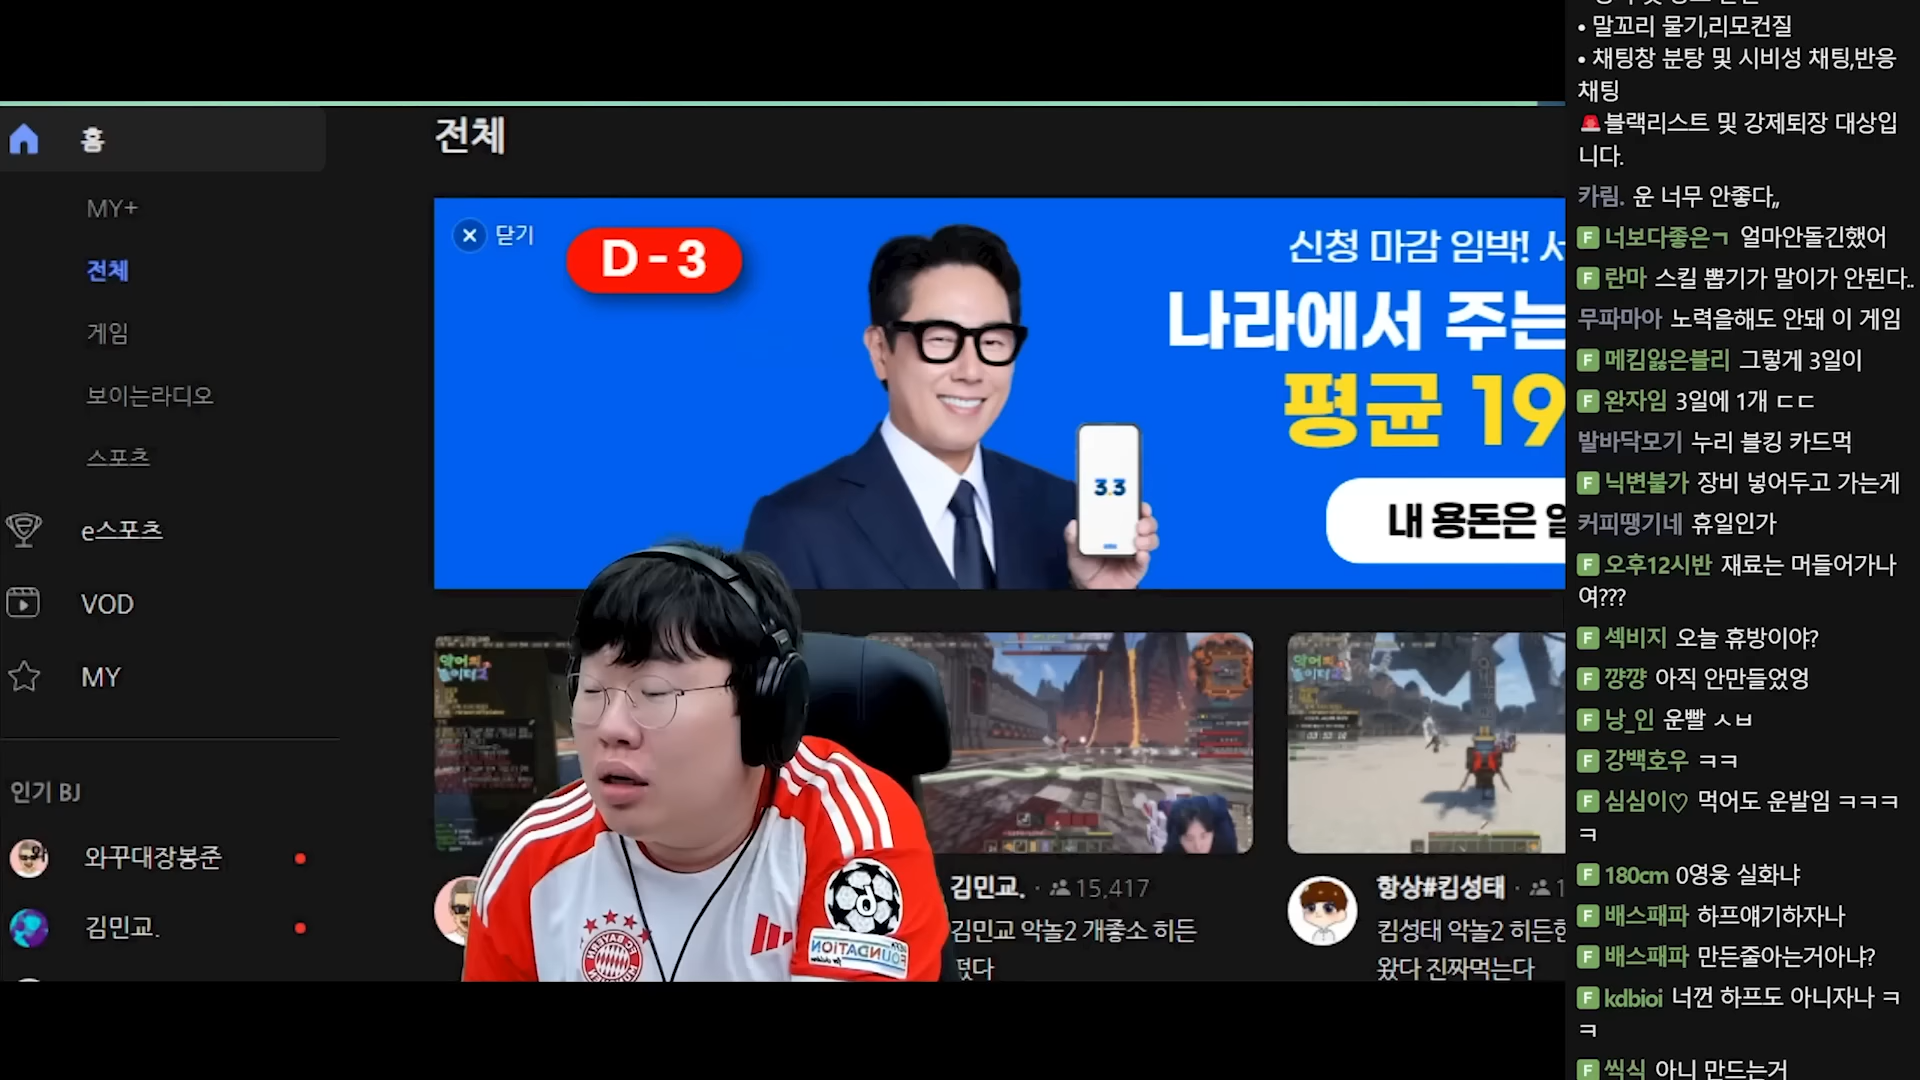 홈
MY+
전체
게임
보이는라디오
스포츠
e스포츠
VOD
MY
인기 BJ
와꾸대장봉준
김민교.
전체
닫기
D-3
신청 마감 임박!
나라에서 주는
평균 19
3.3
내 용돈은
김민교. · 15,417
김민교 악놀2 개좋소 히든
떴다
항상#킴성태 · 1
킴성태 악놀2 히든한
왔다 진짜먹는다
FC BAYERN
FOUNDATION
• 말꼬리 물기,리모컨질
• 채팅창 분탕 및 시비성 채팅,반응
채팅
🚨블랙리스트 및 강제퇴장 대상입
니다.
카림. 운 너무 안좋다,,
F 너보다좋은ㄱ 얼마안돌긴했어
F 란마 스킬 뽑기가 말이가 안된다..
무파마아 노력을해도 안돼 이 게임
F 메킴잃은블리 그렇게 3일이
F 완자임 3일에 1개 ㄷㄷ
발바닥모기 누리 블킹 카드먹
F 닉변불가 장비 넣어두고 가는게
커피땡기네 휴일인가
F 오후12시반 재료는 머들어가나
여???
F 섹비지 오늘 휴방이야?
F 깡깡 아직 안만들었엉
F 낭_인 운빨 ㅅㅂ
F 강백호우 ㅋㅋ
F 심심이♡ 먹어도 운발임 ㅋㅋㅋ
ㅋ
F 180cm 0영웅 실화냐
F 배스패파 하프얘기하자나
F 배스패파 만든줄아는거아냐?
F kdbioi 너껀 하프도 아니자나 ㅋ
ㅋ
F 씩식 아니 만드는거